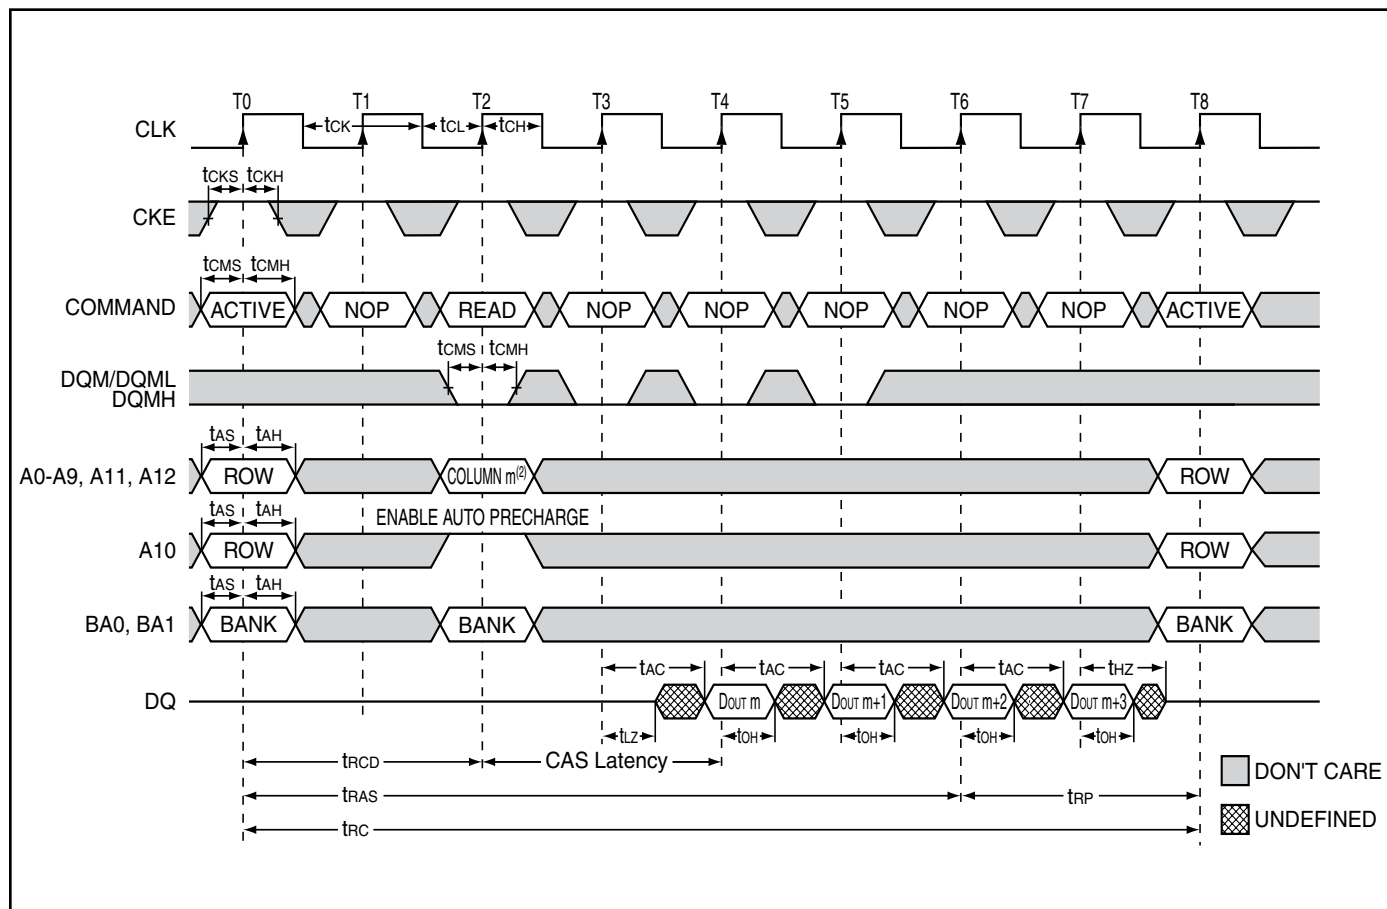 T0 T1 T2 T3 T4 T5 T6 T7 T8
CLK tCK tCL tCH
tCKS tCKH
CKE
tCMS tCMH
COMMAND ACTIVE NOP READ NOP NOP NOP NOP NOP ACTIVE
tCMS tCMH
DQM/DQML
DQMH
tAS tAH
A0-A9, A11, A12 ROW COLUMN m(2) ROW
tAS tAH ENABLE AUTO PRECHARGE
A10 ROW ROW
tAS tAH
BA0, BA1 BANK BANK BANK
tAC tAC tAC tAC tHZ
DQ DOUT m DOUT m+1 DOUT m+2 DOUT m+3
tLZ tOH tOH tOH tOH
tRCD CAS Latency
DON'T CARE
tRAS tRP
UNDEFINED
tRC